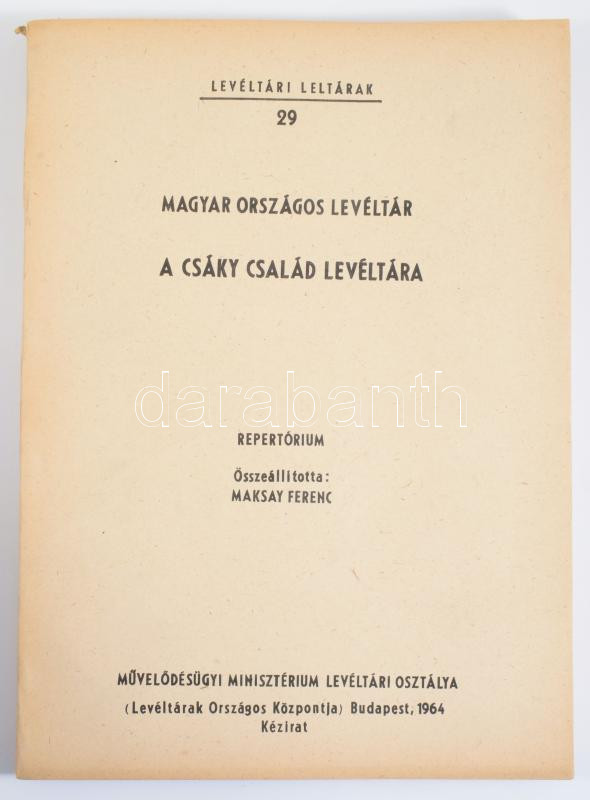 LEVÉLTÁRI LELTÁRAK
29
MAGYAR ORSZÁGOS LEVÉLTÁR
A CSÁKY CSALÁD LEVÉLTÁRA
darabanth
REPERTÓRIUM
Összeállította:
MAKSAY FERENC
MŰVELŐDÉSÜGYI MINISZTÉRIUM LEVÉLTÁRI OSZTÁLYA
(Levéltárak Országos Központja) Budapest, 1964
Kézirat